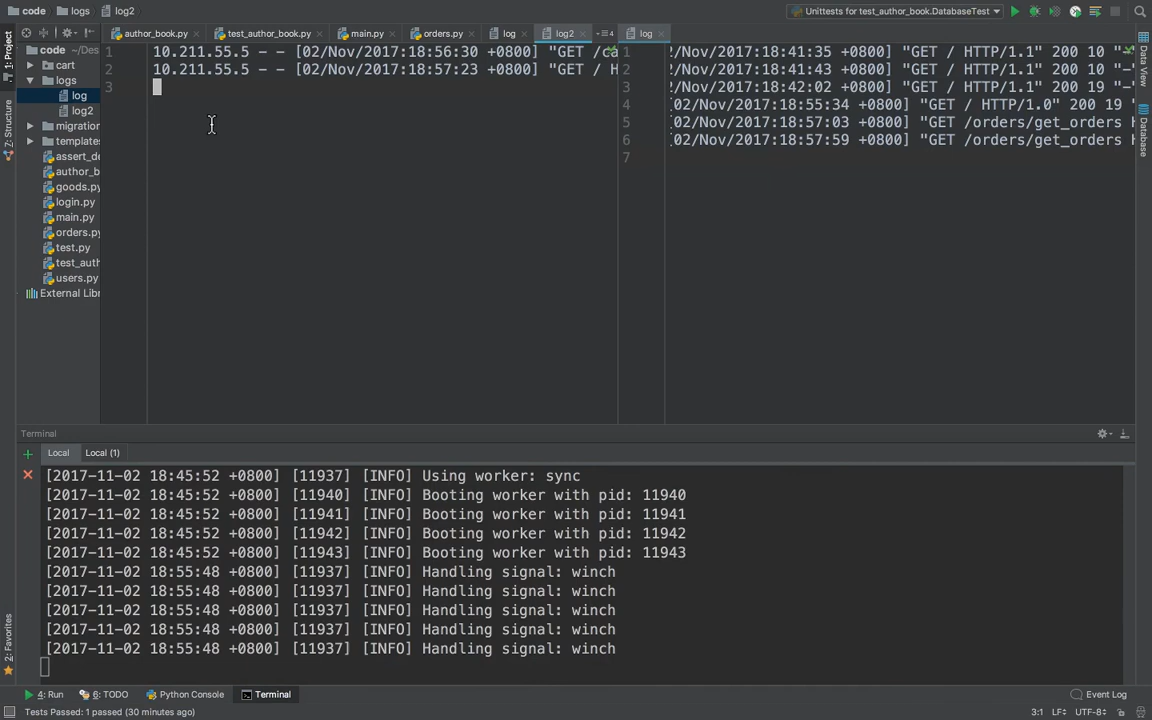 code logs log2
Unittests for test_author_book.DatabaseTest
author_book.py test_author_book.py main.py orders.py log log2 4 log
1: Project
Z: Structure
2: Favorites
Data View
Database
code ~/Des
cart
logs
log
log2
migration
templates
assert_de
author_b
goods.py
login.py
main.py
orders.py
test.py
test_auth
users.py
External Libr
1 10.211.55.5 - - [02/Nov/2017:18:56:30 +0800] "GET /ca
2 10.211.55.5 - - [02/Nov/2017:18:57:23 +0800] "GET / H
3
1 2/Nov/2017:18:41:35 +0800] "GET / HTTP/1.1" 200 10 "-"
2 2/Nov/2017:18:41:43 +0800] "GET / HTTP/1.1" 200 10 "-"
3 2/Nov/2017:18:42:02 +0800] "GET / HTTP/1.1" 200 19 "-
4 [02/Nov/2017:18:55:34 +0800] "GET / HTTP/1.0" 200 19 "
5 [02/Nov/2017:18:57:03 +0800] "GET /orders/get_orders H
6 [02/Nov/2017:18:57:59 +0800] "GET /orders/get_orders H
7
Terminal
Local Local (1)
[2017-11-02 18:45:52 +0800] [11937] [INFO] Using worker: sync
[2017-11-02 18:45:52 +0800] [11940] [INFO] Booting worker with pid: 11940
[2017-11-02 18:45:52 +0800] [11941] [INFO] Booting worker with pid: 11941
[2017-11-02 18:45:52 +0800] [11942] [INFO] Booting worker with pid: 11942
[2017-11-02 18:45:52 +0800] [11943] [INFO] Booting worker with pid: 11943
[2017-11-02 18:55:48 +0800] [11937] [INFO] Handling signal: winch
[2017-11-02 18:55:48 +0800] [11937] [INFO] Handling signal: winch
[2017-11-02 18:55:48 +0800] [11937] [INFO] Handling signal: winch
[2017-11-02 18:55:48 +0800] [11937] [INFO] Handling signal: winch
[2017-11-02 18:55:48 +0800] [11937] [INFO] Handling signal: winch
4: Run 6: TODO Python Console Terminal Event Log
Tests Passed: 1 passed (30 minutes ago) 3:1 LF UTF-8